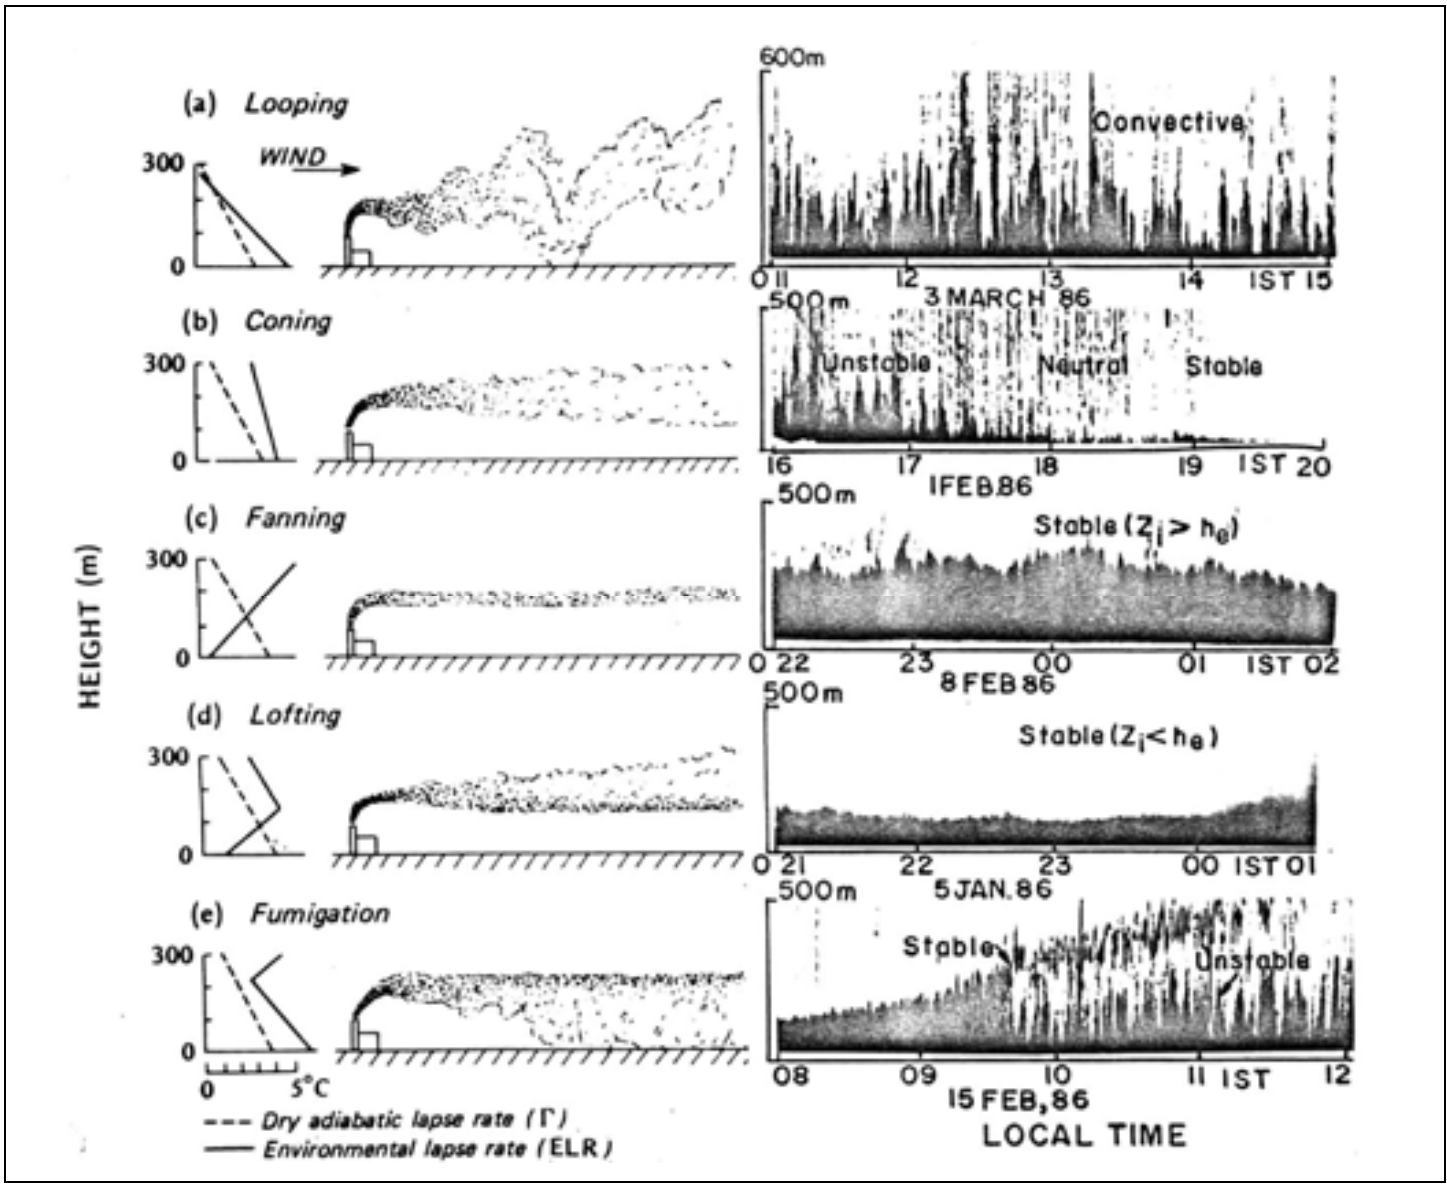 (a) Looping
300
WIND
0
600m
Convective
0 11 12 13 14 IST 15
3 MARCH 86
(b) Coning
300
0
500m
Unstable Neutral Stable
16 17 18 19 IST 20
1 FEB.86
(c) Fanning
300
0
500m
Stable (Zi > he)
0 22 23 00 01 IST 02
8 FEB 86
(d) Lofting
300
0
500m
Stable (Zi < he)
0 21 22 23 00 IST 01
5 JAN. 86
(e) Fumigation
300
0
500m
Stable
Unstable
08 09 10 11 IST 12
15 FEB, 86
LOCAL TIME
HEIGHT (m)
0 5°C
Dry adiabatic lapse rate (Γ)
Environmental lapse rate (ELR)